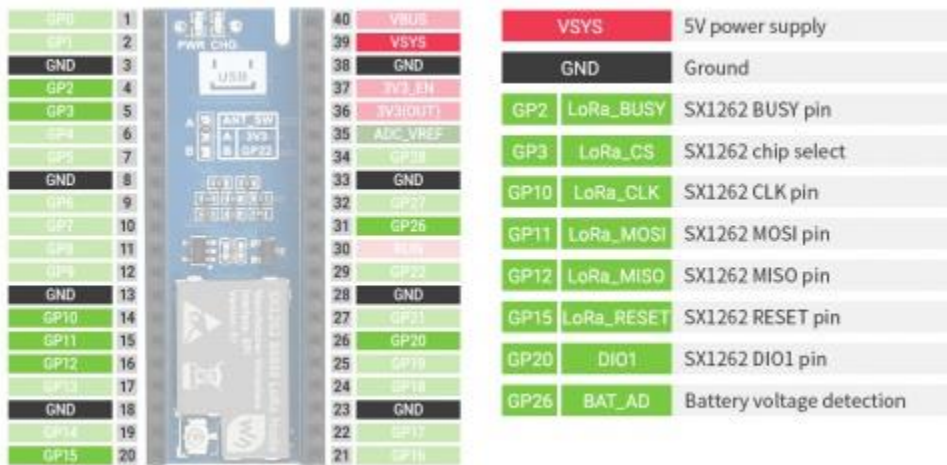 GP0 1 40 VBUS
GP1 2 39 VSYS
GND 3 38 GND
GP2 4 37 3V3_EN
GP3 5 36 3V3(OUT)
GP4 6 35 ADC_VREF
GP5 7 34 GP28
GND 8 33 GND
GP6 9 32 GP27
GP7 10 31 GP26
GP8 11 30 RUN
GP9 12 29 GP22
GND 13 28 GND
GP10 14 27 GP21
GP11 15 26 GP20
GP12 16 25 GP19
GP13 17 24 GP18
GND 18 23 GND
GP14 19 22 GP17
GP15 20 21 GP16
PWR CHG
USB
ANT_SW
A A 3V3
B B GP22
VSYS 5V power supply
GND Ground
GP2 LoRa_BUSY SX1262 BUSY pin
GP3 LoRa_CS SX1262 chip select
GP10 LoRa_CLK SX1262 CLK pin
GP11 LoRa_MOSI SX1262 MOSI pin
GP12 LoRa_MISO SX1262 MISO pin
GP15 LoRa_RESET SX1262 RESET pin
GP20 DIO1 SX1262 DIO1 pin
GP26 BAT_AD Battery voltage detection